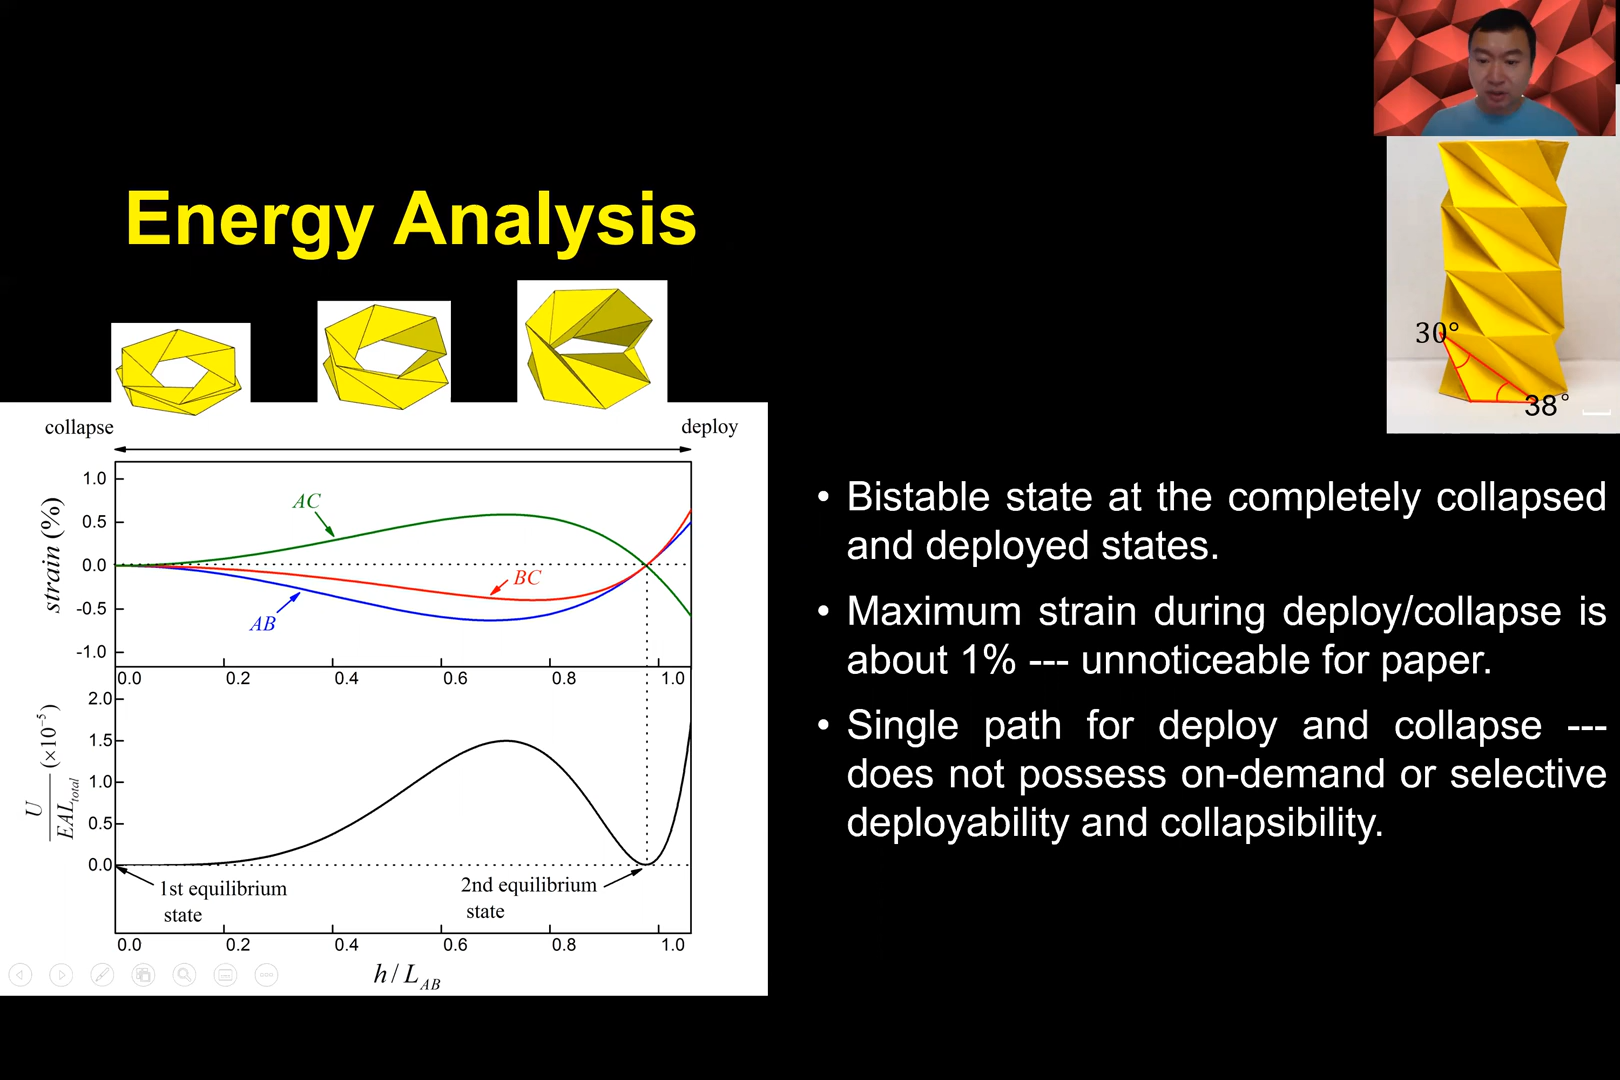 Energy Analysis
30°
38°
collapse
deploy
1.0
0.5
0.0
-0.5
-1.0
strain (%)
AC
BC
AB
0.0 0.2 0.4 0.6 0.8 1.0
2.0
1.5
1.0
0.5
0.0
U
EAL total
(×10⁻⁵)
1st equilibrium
state
2nd equilibrium
state
0.0 0.2 0.4 0.6 0.8 1.0
h / L AB
• Bistable state at the completely collapsed
and deployed states.
• Maximum strain during deploy/collapse is
about 1% --- unnoticeable for paper.
• Single path for deploy and collapse ---
does not possess on-demand or selective
deployability and collapsibility.